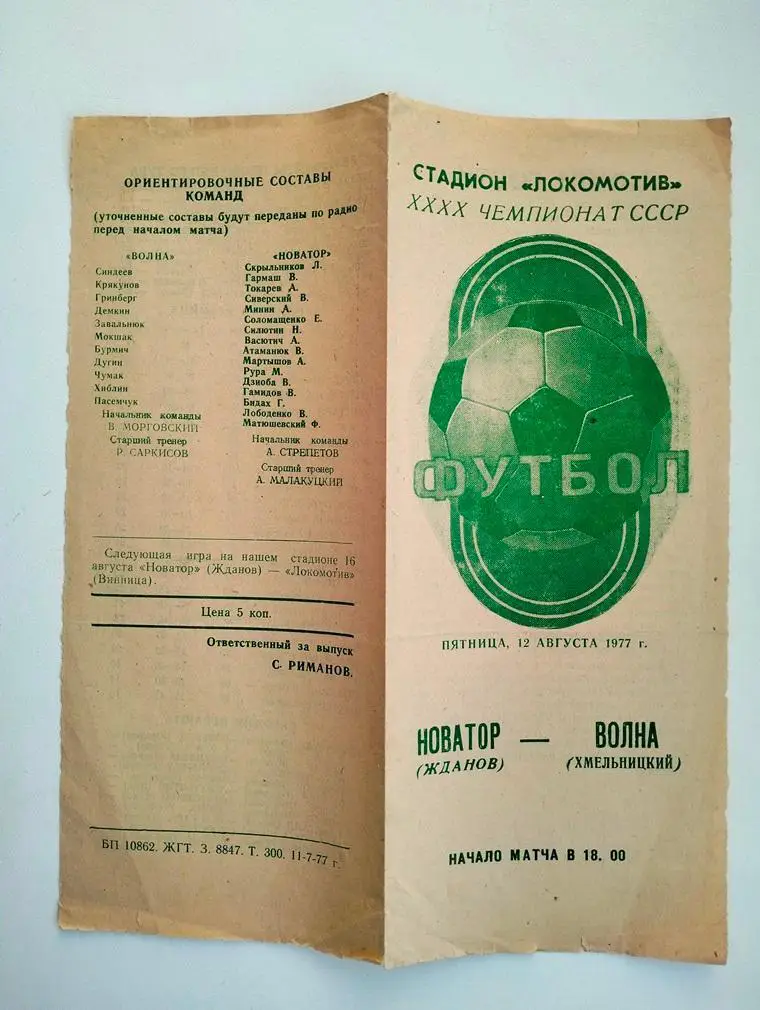 ОРИЕНТИРОВОЧНЫЕ СОСТАВЫ
КОМАНД
(уточненные составы будут переданы по радио
перед началом матча)
«ВОЛНА»
Синдеев
Крякунов
Гринберг
Демкин
Завальнюк
Мокшак
Бурмич
Дугин
Чумак
Хиблин
Пасемчук
Начальник команды
В. МОРГОВСКИЙ
Старший тренер
Р. САРКИСОВ
«НОВАТОР»
Скрыльников Л.
Гармаш В.
Токарев А.
Сиверский В.
Минин А.
Соломащенко Е.
Силютин Н.
Васютич А.
Атаманюк В.
Мартышов А.
Рура М.
Дзиоба В.
Гамидов В.
Бидах Г.
Лободенко В.
Матюшевский Ф.
Начальник команды
А. СТРЕПЕТОВ
Старший тренер
А. МАЛАКУЦКИЙ
Следующая игра на нашем стадионе 16
августа «Новатор» (Жданов) — «Локомотив»
(Винница).
Цена 5 коп.
Ответственный за выпуск
С. РИМАНОВ.
БП 10862. ЖГТ. З. 8847. Т. 300. 11-7-77 г.
СТАДИОН «ЛОКОМОТИВ»
XXXX ЧЕМПИОНАТ СССР
ФУТБОЛ
ПЯТНИЦА, 12 АВГУСТА 1977 г.
НОВАТОР — ВОЛНА
(ЖДАНОВ) (ХМЕЛЬНИЦКИЙ)
НАЧАЛО МАТЧА В 18. 00